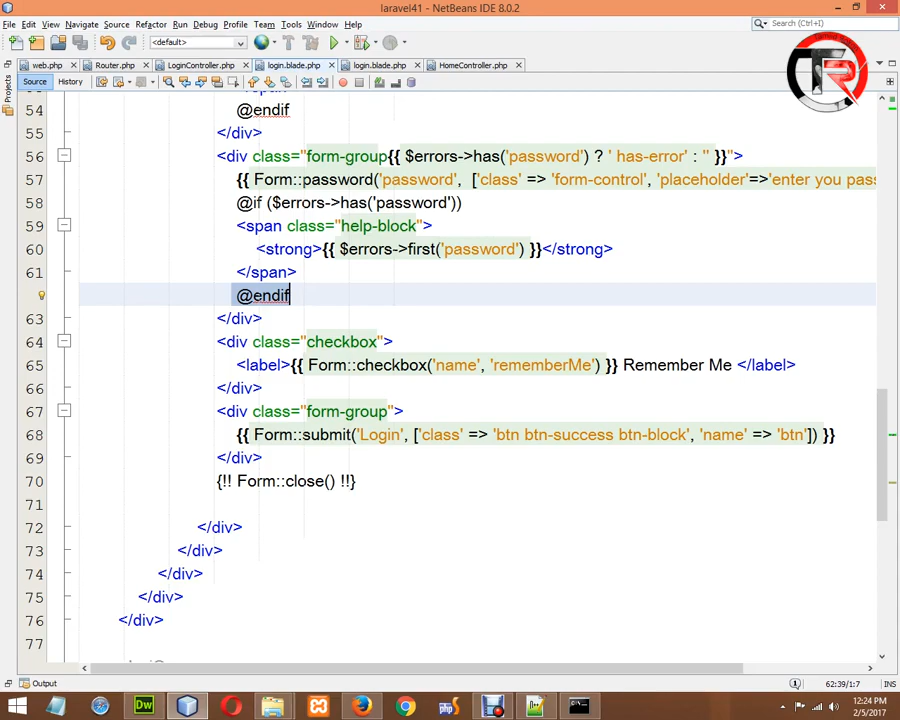 laravel41 - NetBeans IDE 8.0.2
File Edit View Navigate Source Refactor Run Debug Profile Team Tools Window Help
Search (Ctrl+I)
<default>
web.php Router.php LoginController.php login.blade.php login.blade.php HomeController.php
Source History
Projects
54 @endif
55 </div>
56 <div class="form-group{{ $errors->has('password') ? ' has-error' : '' }}">
57 {{ Form::password('password', ['class' => 'form-control', 'placeholder'=>'enter you pass
58 @if ($errors->has('password'))
59 <span class="help-block">
60 <strong>{{ $errors->first('password') }}</strong>
61 </span>
@endif
63 </div>
64 <div class="checkbox">
65 <label>{{ Form::checkbox('name', 'rememberMe') }} Remember Me </label>
66 </div>
67 <div class="form-group">
68 {{ Form::submit('Login', ['class' => 'btn btn-success btn-block', 'name' => 'btn']) }}
69 </div>
70 {!! Form::close() !!}
71
72 </div>
73 </div>
74 </div>
75 </div>
76 </div>
77
Output
62:39/1:7 INS
12:24 PM
2/5/2017